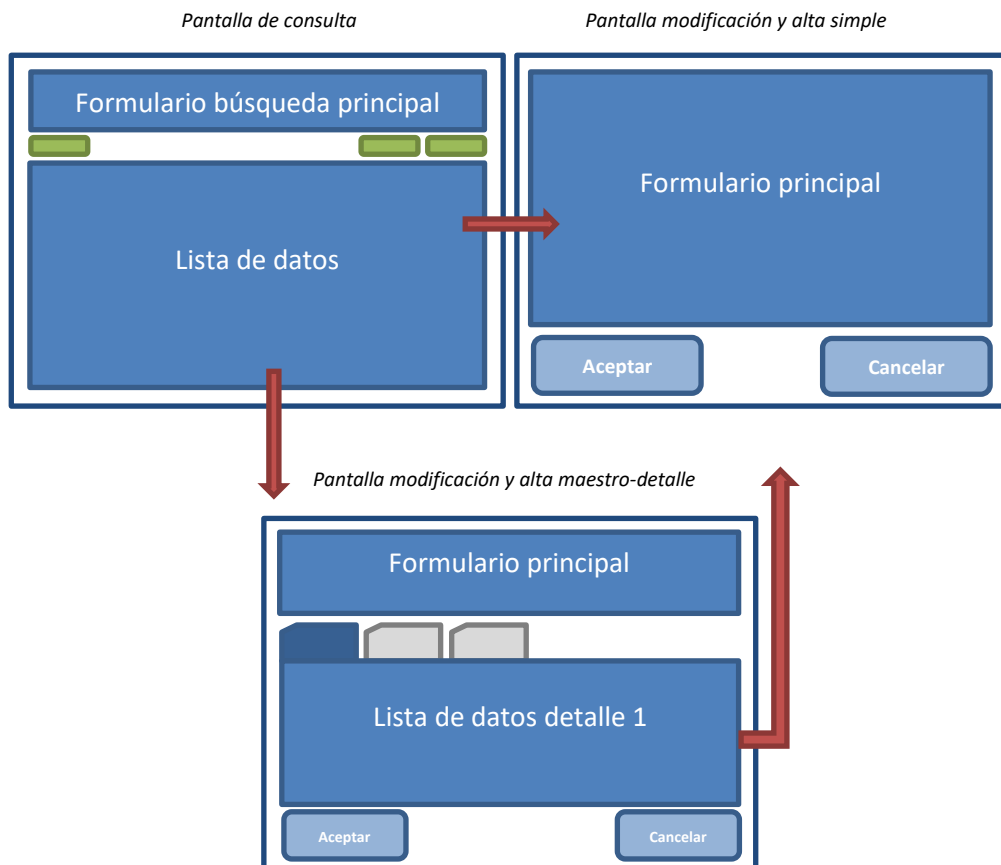 Pantalla de consulta
Pantalla modificación y alta simple
Formulario búsqueda principal
Lista de datos
Formulario principal
Aceptar
Cancelar
Pantalla modificación y alta maestro-detalle
Formulario principal
Lista de datos detalle 1
Aceptar
Cancelar